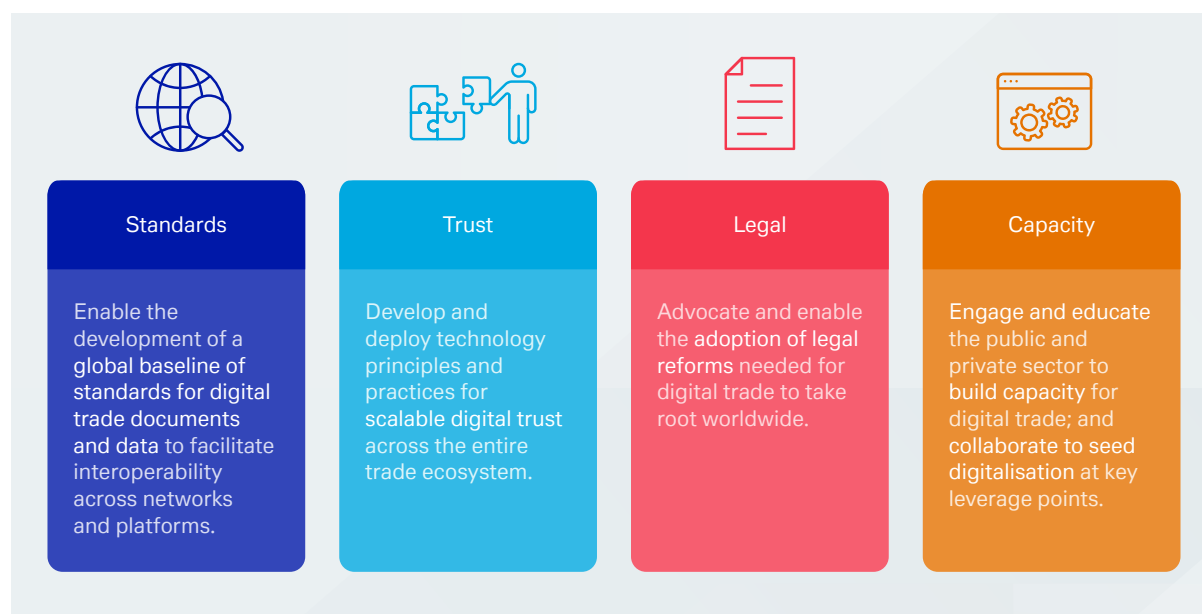 Standards
Enable the
development of a
global baseline of
standards for digital
trade documents
and data to facilitate
interoperability
across networks
and platforms.
Trust
Develop and
deploy technology
principles and
practices for
scalable digital trust
across the entire
trade ecosystem.
Legal
Advocate and enable
the adoption of legal
reforms needed for
digital trade to take
root worldwide.
Capacity
Engage and educate
the public and
private sector to
build capacity for
digital trade; and
collaborate to seed
digitalisation at key
leverage points.